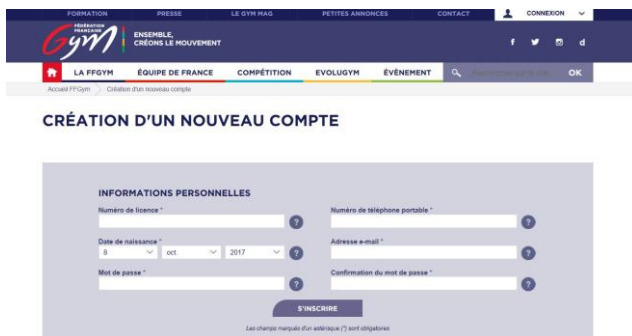 FORMATION PRESSE LE GYM MAG PETITES ANNONCES CONTACT CONNEXION
FÉDÉRATION
FRANÇAISE
Gym
ENSEMBLE,
CRÉONS LE MOUVEMENT
LA FFGYM ÉQUIPE DE FRANCE COMPÉTITION EVOLUGYM ÉVÈNEMENT OK
Accueil FFGym Création d'un nouveau compte
CRÉATION D'UN NOUVEAU COMPTE
INFORMATIONS PERSONNELLES
Numéro de licence * Numéro de téléphone portable *
? ?
Date de naissance * Adresse e-mail *
8 oct. 2017 ? ?
Mot de passe * Confirmation du mot de passe *
? ?
S'INSCRIRE
Les champs marqués d'un astérisque (*) sont obligatoires